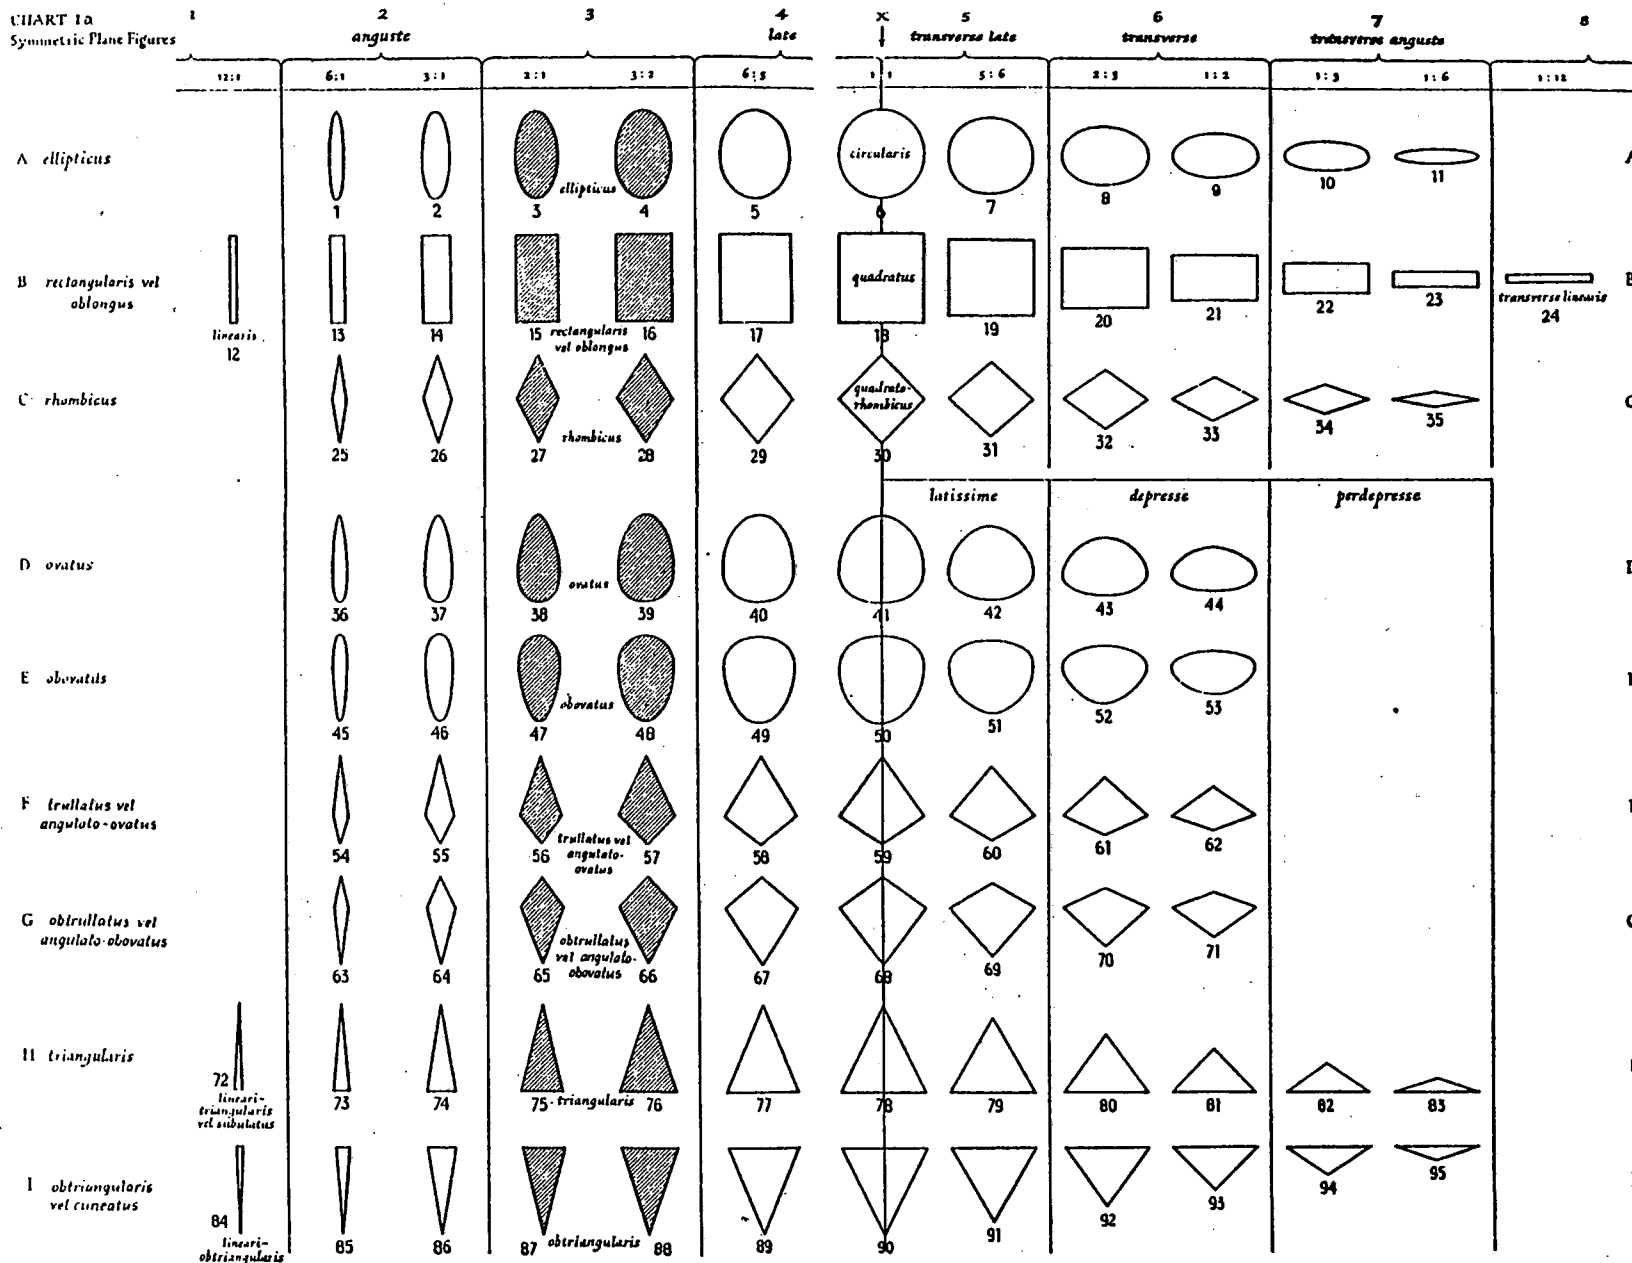 CHART 1a
Symmetric Plane Figures
1 2 3 4 x 5 6 7 8
anguste late transverse late transverse transverse anguste
12:1 6:1 3:1 2:1 3:2 6:5 1:1 5:6 2:3 1:2 1:3 1:6 1:12
A ellipticus
circularis
ellipticus
1 2 3 4 5 6 7 8 9 10 11
B rectangularis vel
oblongus
quadratus
linearis
12 13 14 15 16 17 18 19 20 21 22 23
rectangularis
vel oblongus
transverse linearis
24
C rhombicus
quadrato-
rhombicus
rhombicus
25 26 27 28 29 30 31 32 33 34 35
latissime depresse perdepresse
D ovatus
ovatus
36 37 38 39 40 41 42 43 44
E obovatus
obovatus
45 46 47 48 49 50 51 52 53
F trullatus vel
angulato-ovatus
trullatus vel
angulato-
ovatus
54 55 56 57 58 59 60 61 62
G obtrullatus vel
angulato-obovatus
obtrullatus
vel angulato-
obovatus
63 64 65 66 67 68 69 70 71
H triangularis
72
lineari-
triangularis
vel subulatus
73 74 75 triangularis 76 77 78 79 80 81 82 83
I obtriangularis
vel cuneatus
84
lineari-
obtriangularis
85 86 87 obtriangularis 88 89 90 91 92 93 94 95